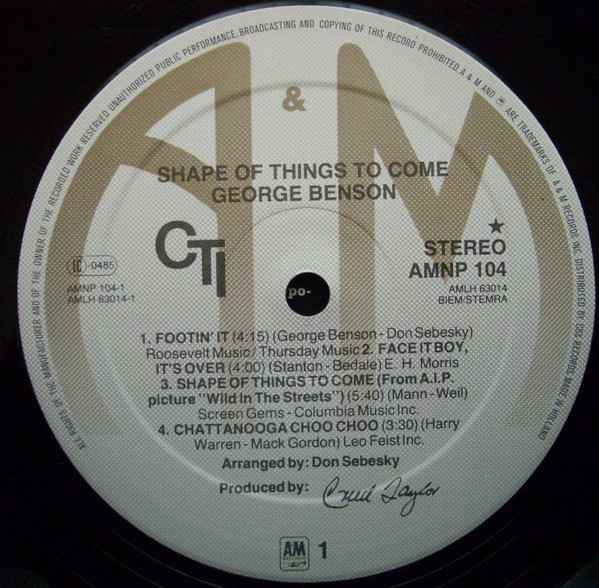 ALL RIGHTS OF THE MANUFACTURER AND OF THE OWNER OF THE RECORDED WORK RESERVED. UNAUTHORIZED PUBLIC PERFORMANCE, BROADCASTING AND COPYING OF THIS RECORD PROHIBITED. A & M AND ARE TRADEMARKS OF A & M RECORDS INC. DISTRIBUTED BY CBS RECORDS MADE IN HOLLAND
A & M
SHAPE OF THINGS TO COME
GEORGE BENSON
CTI
STEREO
AMNP 104
-0485
AMNP 104-1
AMLH 63014-1
AMLH 63014
BIEM/STEMRA
po-
1. FOOTIN' IT (4:15) (George Benson - Don Sebesky)
Roosevelt Music / Thursday Music 2. FACE IT BOY,
IT'S OVER (4:00) (Stanton - Bedale) E. H. Morris
3. SHAPE OF THINGS TO COME (From A.I.P.
picture "Wild In The Streets") (5:40) (Mann - Weil)
Screen Gems - Columbia Music Inc.
4. CHATTANOOGA CHOO CHOO (3:30) (Harry
Warren - Mack Gordon) Leo Feist Inc.
Arranged by: Don Sebesky
Produced by: Creed Taylor
AM 1